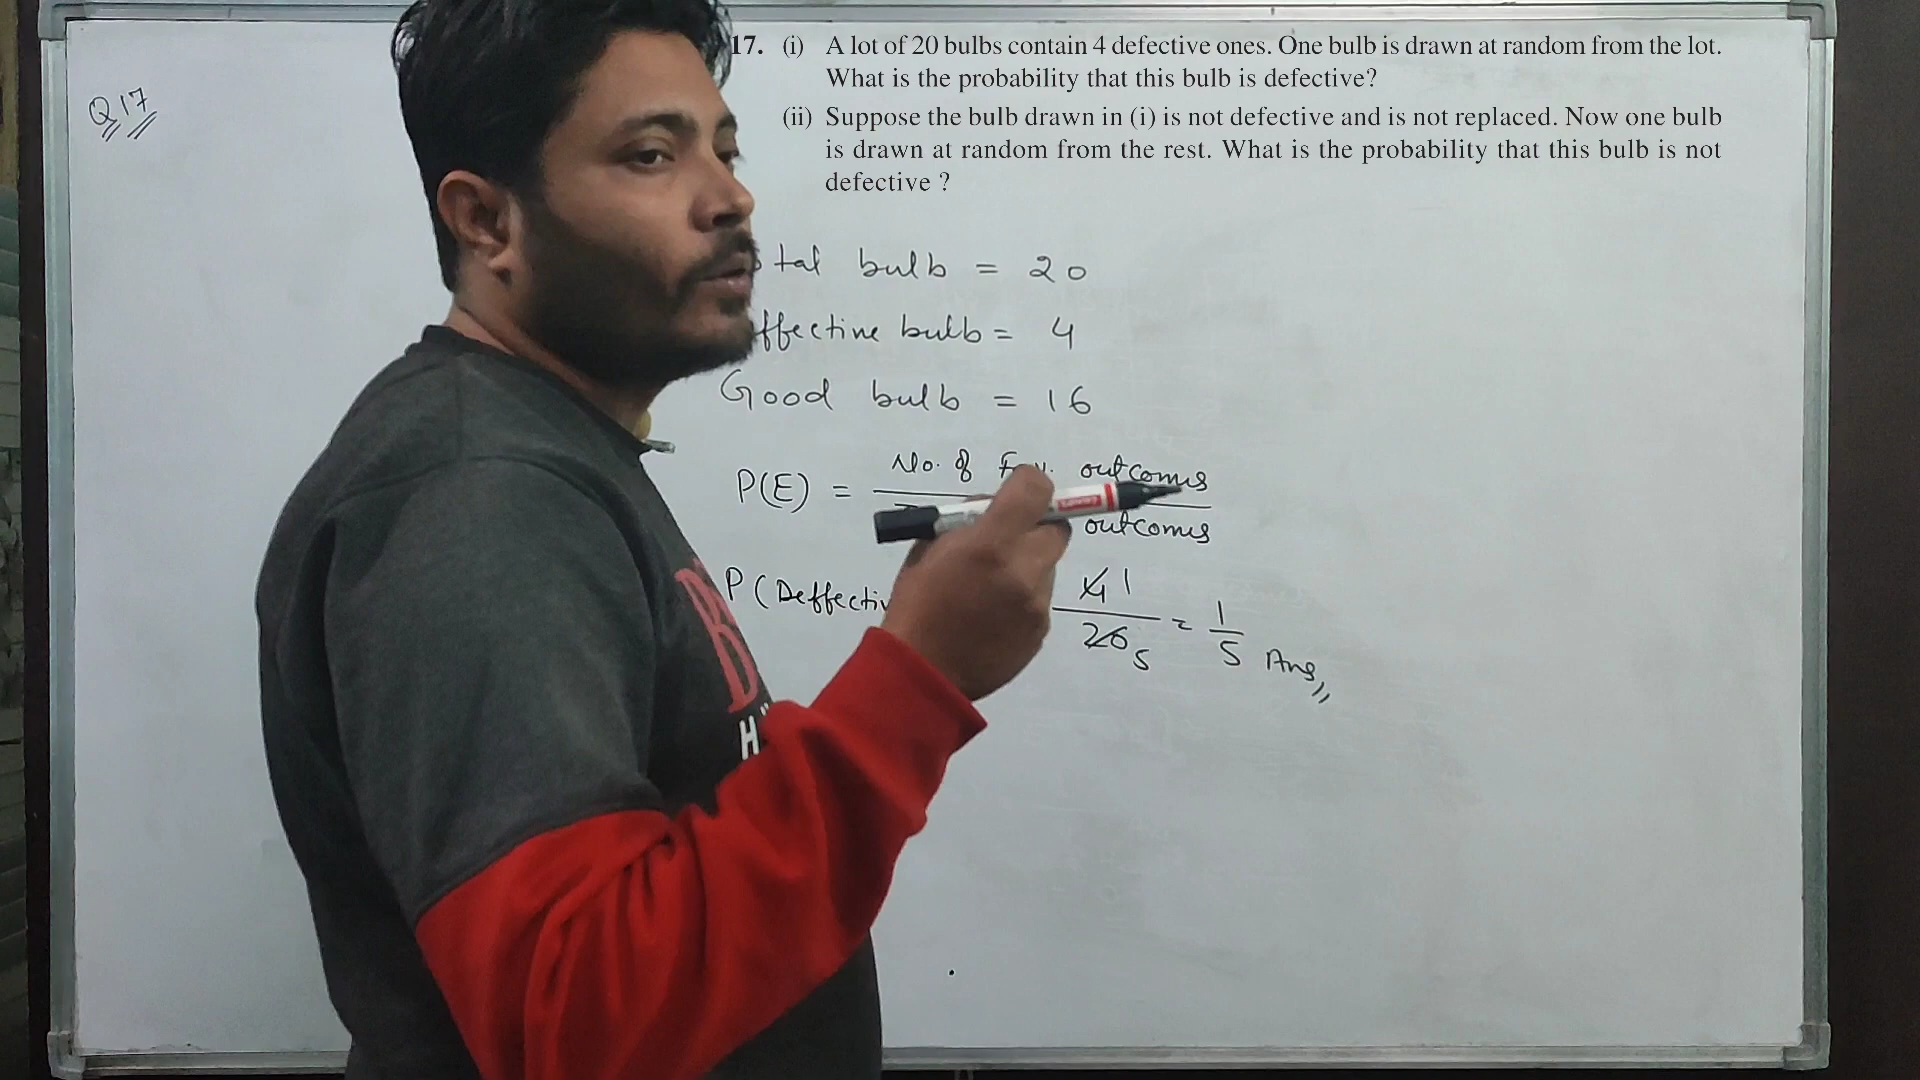 Q17
17. (i) A lot of 20 bulbs contain 4 defective ones. One bulb is drawn at random from the lot.
What is the probability that this bulb is defective?
(ii) Suppose the bulb drawn in (i) is not defective and is not replaced. Now one bulb
is drawn at random from the rest. What is the probability that this bulb is not
defective ?
bulb = 20
bulb = 4
Good bulb = 16
P(E) = No. of outcomes
outcomes
P(
4 1
20 5 = 1/5 Ans,,
H